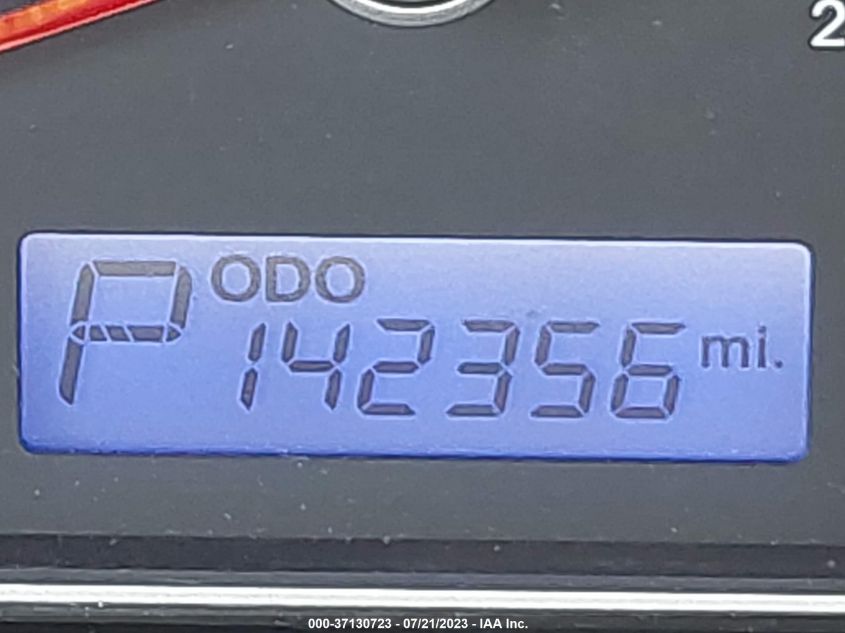 2
P ODO
142356 mi.
000-37130723 - 07/21/2023 - IAA Inc.